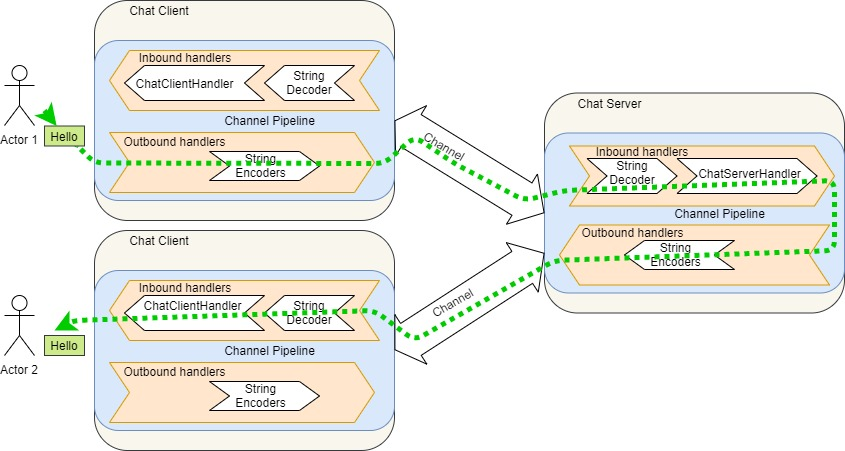 Chat Client
Inbound handlers
ChatClientHandler
String
Decoder
Channel Pipeline
Actor 1
Hello
Outbound handlers
String
Encoders
Channel
Chat Server
Inbound handlers
String
Decoder
ChatServerHandler
Channel Pipeline
Outbound handlers
String
Encoders
Channel
Chat Client
Inbound handlers
ChatClientHandler
String
Decoder
Channel Pipeline
Actor 2
Hello
Outbound handlers
String
Encoders